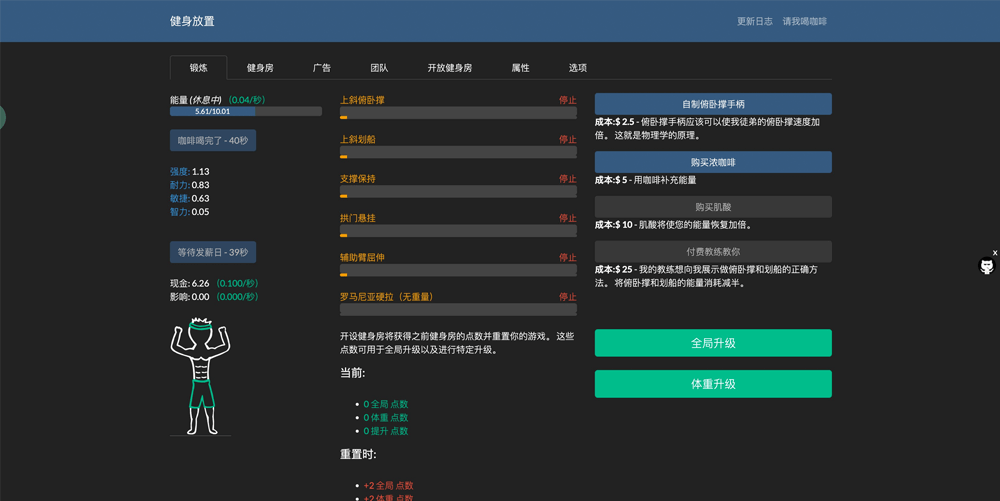 健身放置
更新日志 请我喝咖啡
锻炼 健身房 广告 团队 开放健身房 属性 选项
能量 (休息中) （0.04/秒）
5.61/10.01
咖啡喝完了 - 40秒
强度: 1.13
耐力: 0.83
敏捷: 0.63
智力: 0.05
等待发薪日 - 39秒
现金: 6.26 （0.100/秒）
影响: 0.00 （0.000/秒）
上斜俯卧撑 停止
上斜划船 停止
支撑保持 停止
拱门悬挂 停止
辅助臂屈伸 停止
罗马尼亚硬拉（无重量） 停止
开设健身房将获得之前健身房的点数并重置你的游戏。 这些
点数可用于全局升级以及进行特定升级。
当前:
0 全局 点数
0 体重 点数
0 提升 点数
重置时:
+2 全局 点数
+2 体重 点数
自制俯卧撑手柄
成本:$ 2.5 - 俯卧撑手柄应该可以使我徒弟的俯卧撑速度加
倍。 这就是物理学的原理。
购买浓咖啡
成本:$ 5 - 用咖啡补充能量
购买肌酸
成本:$ 10 - 肌酸将使您的能量恢复加倍。
付费教练教你
成本:$ 25 - 我的教练想向我展示做俯卧撑和划船的正确方
法。 将俯卧撑和划船的能量消耗减半。
全局升级
体重升级
x